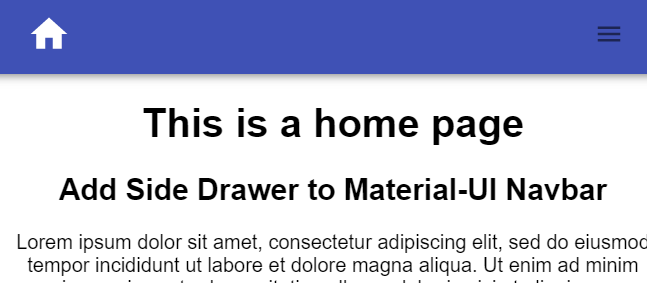 This is a home page
Add Side Drawer to Material-UI Navbar
Lorem ipsum dolor sit amet, consectetur adipiscing elit, sed do eiusmod
tempor incididunt ut labore et dolore magna aliqua. Ut enim ad minim